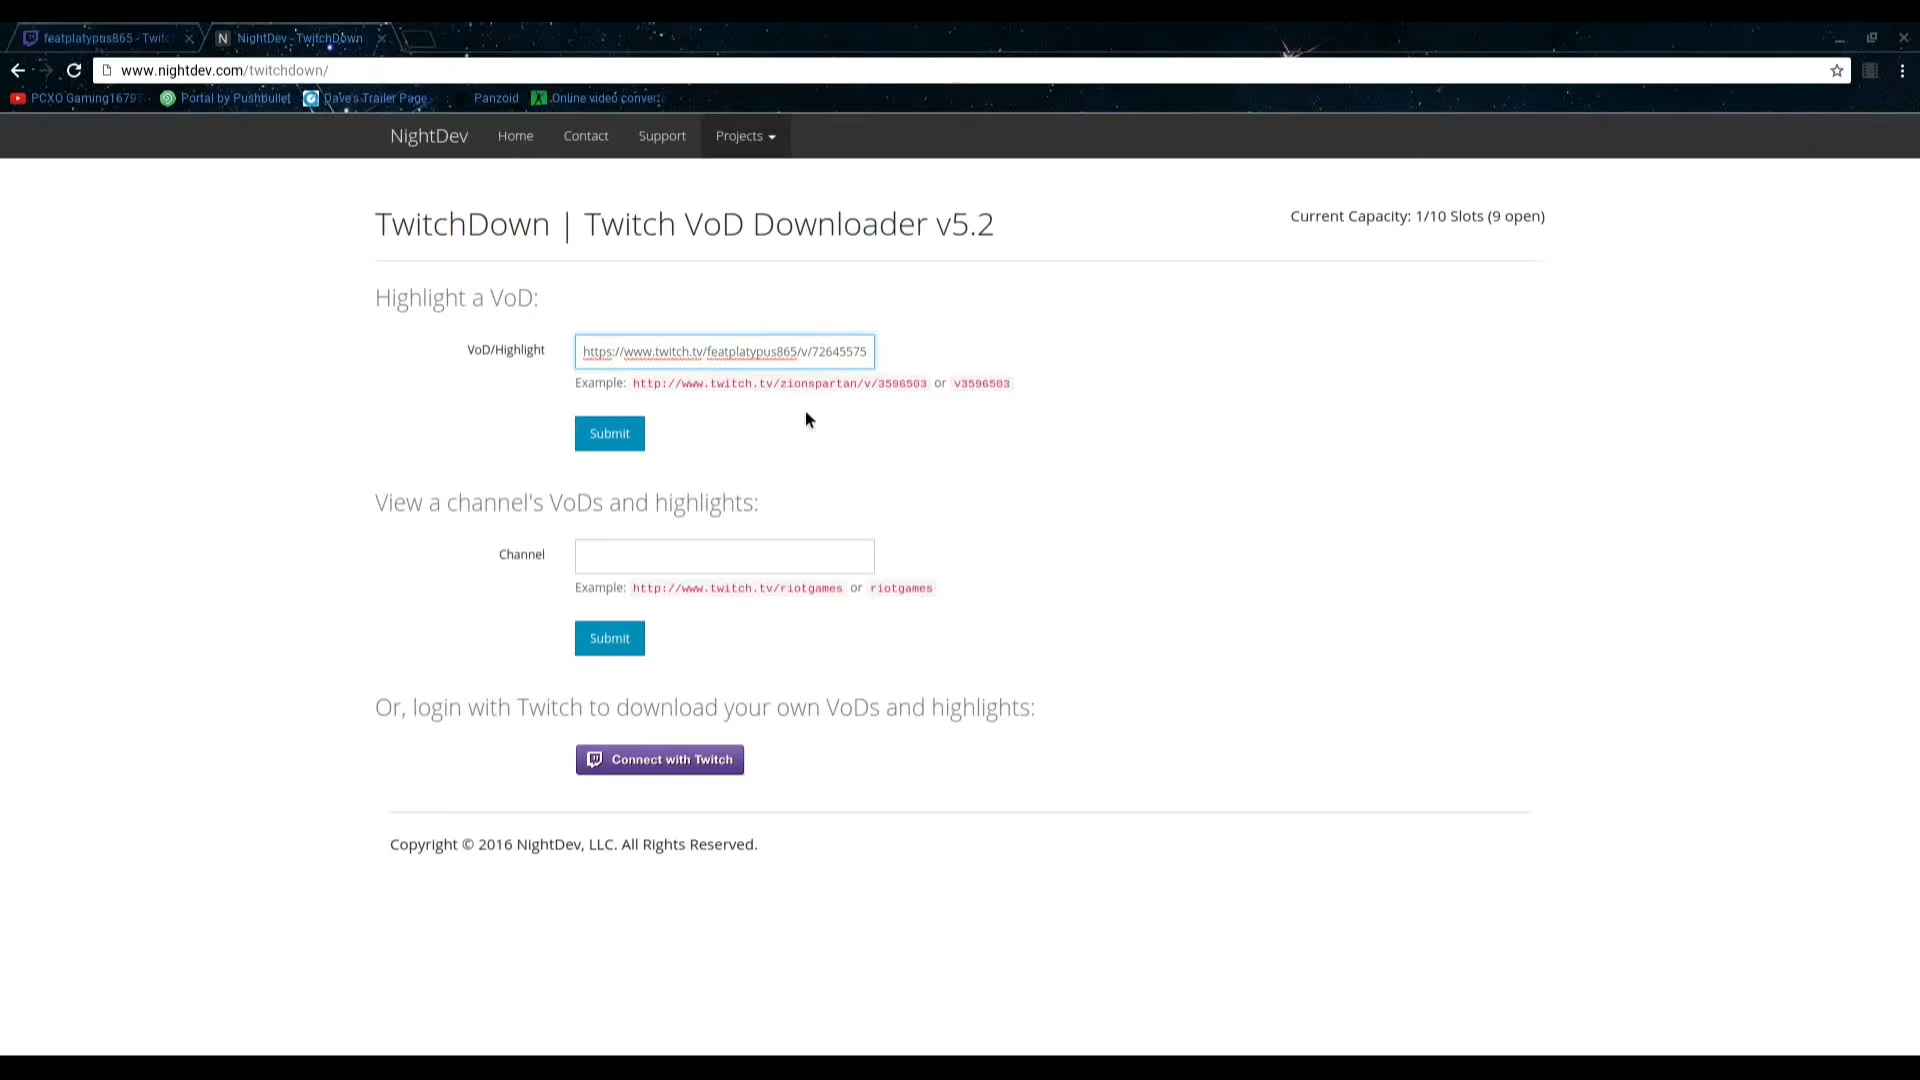 featplatypus865 - Twitc
NightDev - TwitchDown
www.nightdev.com/twitchdown/
PCXO Gaming1679
Portal by Pushbullet
Dave's Trailer Page
Panzoid
Online video conver
NightDev Home Contact Support Projects
TwitchDown | Twitch VoD Downloader v5.2
Current Capacity: 1/10 Slots (9 open)
Highlight a VoD:
VoD/Highlight
https://www.twitch.tv/featplatypus865/v/72645575
Example: http://www.twitch.tv/zionspartan/v/3596503 or v3596503
Submit
View a channel's VoDs and highlights:
Channel
Example: http://www.twitch.tv/riotgames or riotgames
Submit
Or, login with Twitch to download your own VoDs and highlights:
Connect with Twitch
Copyright © 2016 NightDev, LLC. All Rights Reserved.